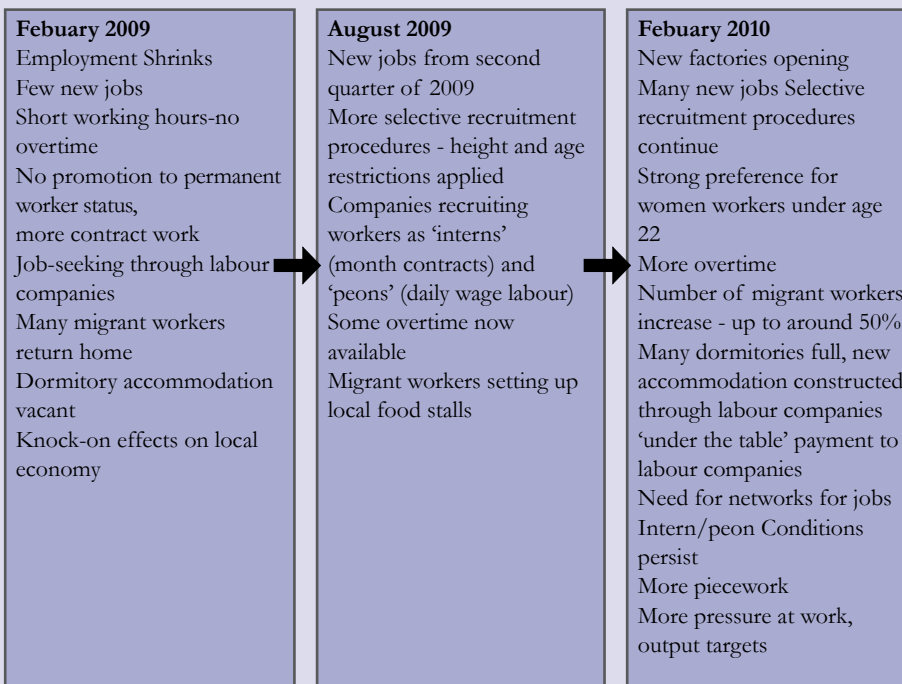 Febuary 2009
Employment Shrinks
Few new jobs
Short working hours-no
overtime
No promotion to permanent
worker status,
more contract work
Job-seeking through labour
companies
Many migrant workers
return home
Dormitory accommodation
vacant
Knock-on effects on local
economy
August 2009
New jobs from second
quarter of 2009
More selective recruitment
procedures - height and age
restrictions applied
Companies recruiting
workers as ‘interns’
(month contracts) and
‘peons’ (daily wage labour)
Some overtime now
available
Migrant workers setting up
local food stalls
Febuary 2010
New factories opening
Many new jobs Selective
recruitment procedures
continue
Strong preference for
women workers under age
22
More overtime
Number of migrant workers
increase - up to around 50%
Many dormitories full, new
accommodation constructed
through labour companies
‘under the table’ payment to
labour companies
Need for networks for jobs
Intern/peon Conditions
persist
More piecework
More pressure at work,
output targets